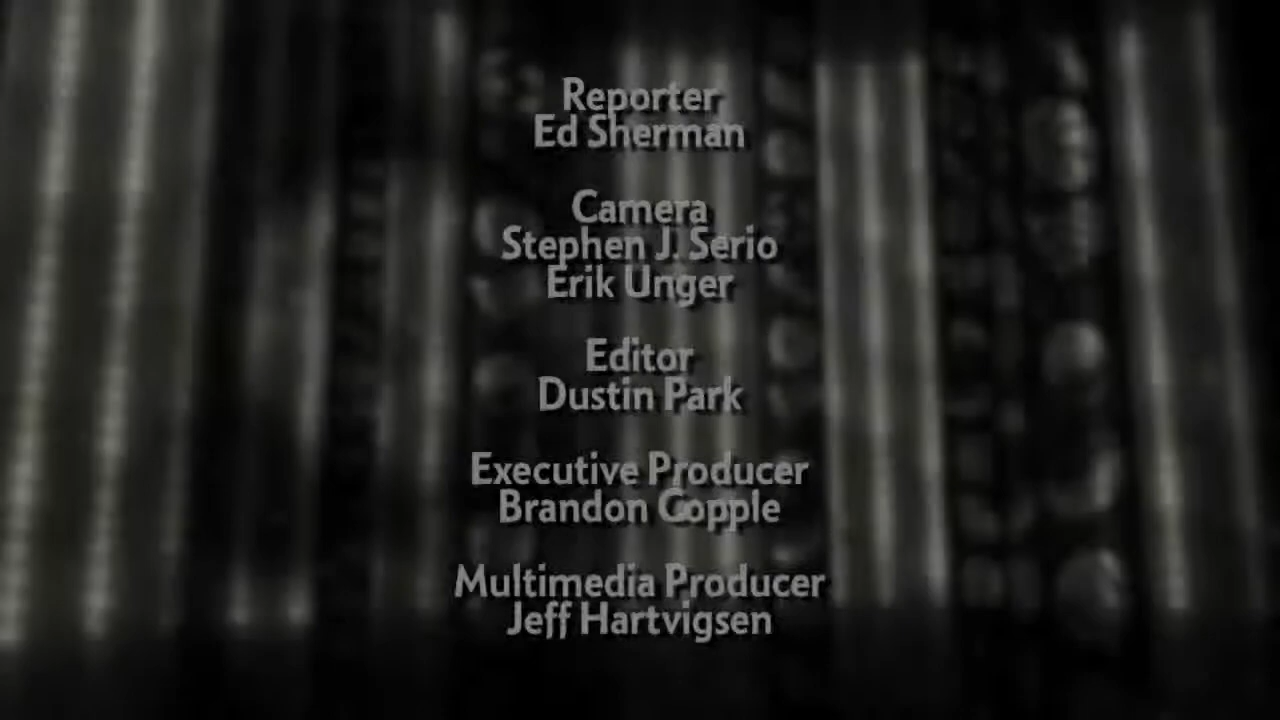 Reporter
Ed Sherman
Camera
Stephen J. Serio
Erik Unger
Editor
Dustin Park
Executive Producer
Brandon Copple
Multimedia Producer
Jeff Hartvigsen